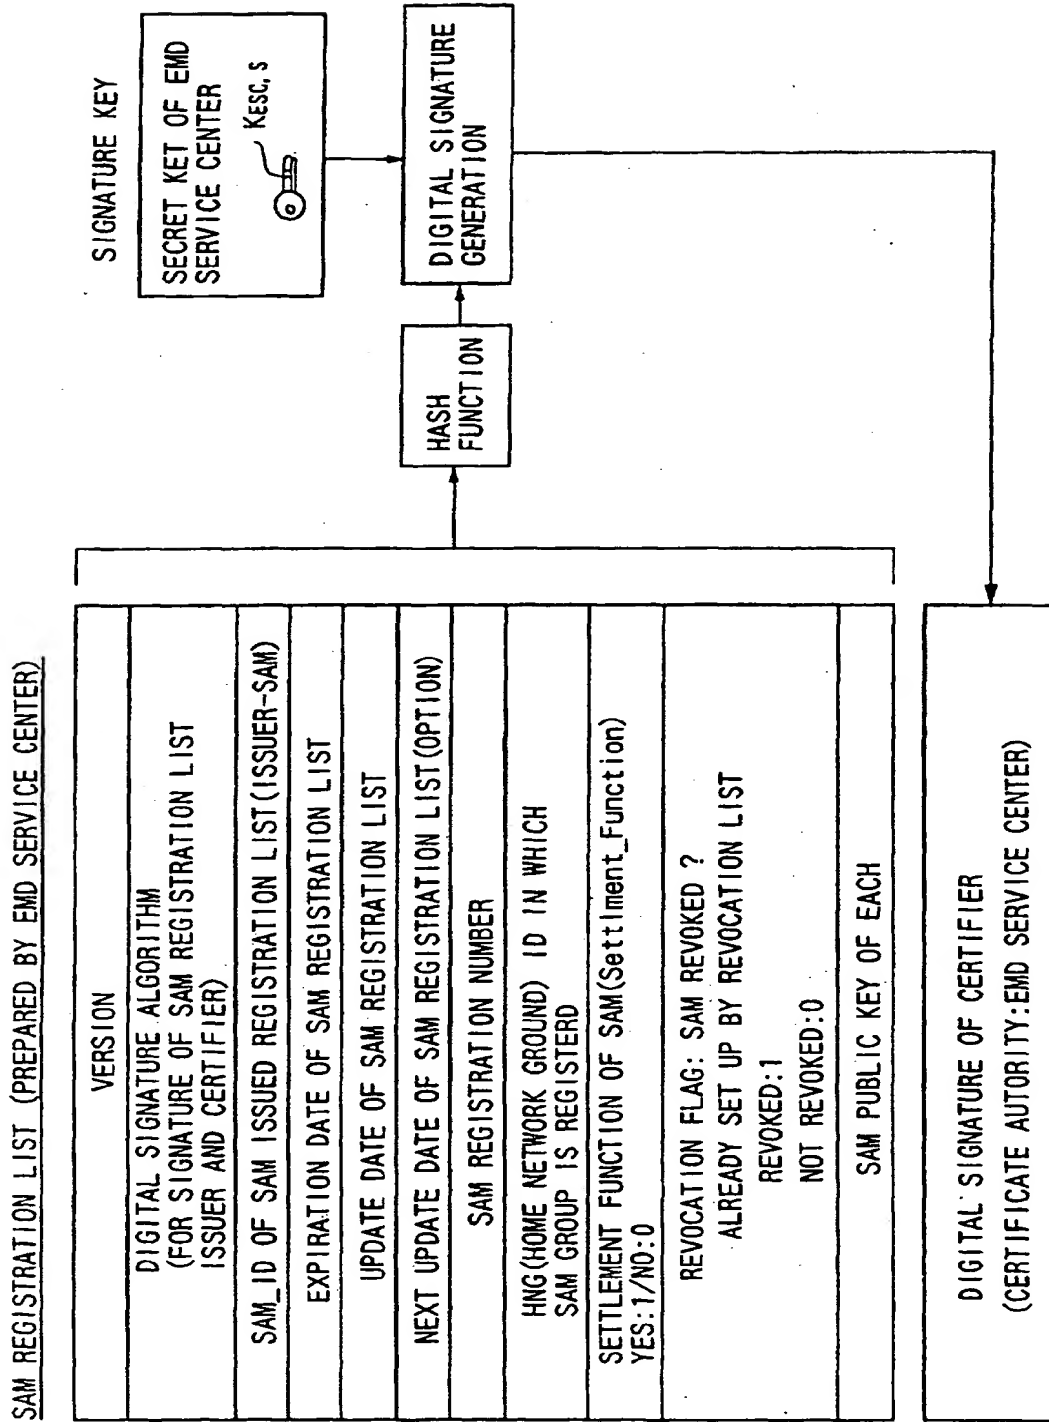 SAM REGISTRATION LIST (PREPARED BY EMD SERVICE CENTER)
VERSION
DIGITAL SIGNATURE ALGORITHM
(FOR SIGNATURE OF SAM REGISTRATION LIST
ISSUER AND CERTIFIER)
SAM_ID OF SAM ISSUED REGISTRATION LIST(ISSUER-SAM)
EXPIRATION DATE OF SAM REGISTRATION LIST
UPDATE DATE OF SAM REGISTRATION LIST
NEXT UPDATE DATE OF SAM REGISTRATION LIST(OPTION)
SAM REGISTRATION NUMBER
HNG(HOME NETWORK GROUND) ID IN WHICH
SAM GROUP IS REGISTERD
SETTLEMENT FUNCTION OF SAM(Settlment_Function)
YES:1/NO:0
REVOCATION FLAG: SAM REVOKED ?
ALREADY SET UP BY REVOCATION LIST
REVOKED:1
NOT REVOKED:0
SAM PUBLIC KEY OF EACH
DIGITAL SIGNATURE OF CERTIFIER
(CERTIFICATE AUTORITY:EMD SERVICE CENTER)
HASH
FUNCTION
SIGNATURE KEY
SECRET KET OF EMD
SERVICE CENTER
KESC, S
DIGITAL SIGNATURE
GENERATION